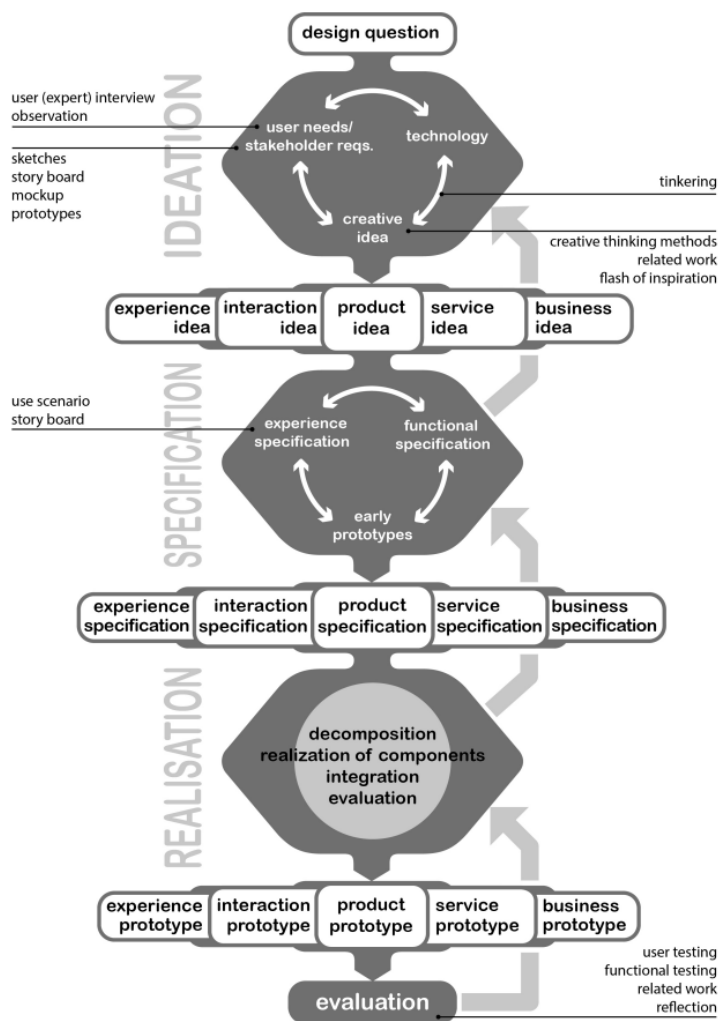 design question
IDEATION
user (expert) interview
observation
user needs/
stakeholder reqs.
technology
sketches
story board
mockup
prototypes
tinkering
creative
idea
creative thinking methods
related work
flash of inspiration
experience
idea
interaction
idea
product
idea
service
idea
business
idea
SPECIFICATION
use scenario
story board
experience
specification
functional
specification
early
prototypes
experience
specification
interaction
specification
product
specification
service
specification
business
specification
REALISATION
decomposition
realization of components
integration
evaluation
experience
prototype
interaction
prototype
product
prototype
service
prototype
business
prototype
evaluation
user testing
functional testing
related work
reflection